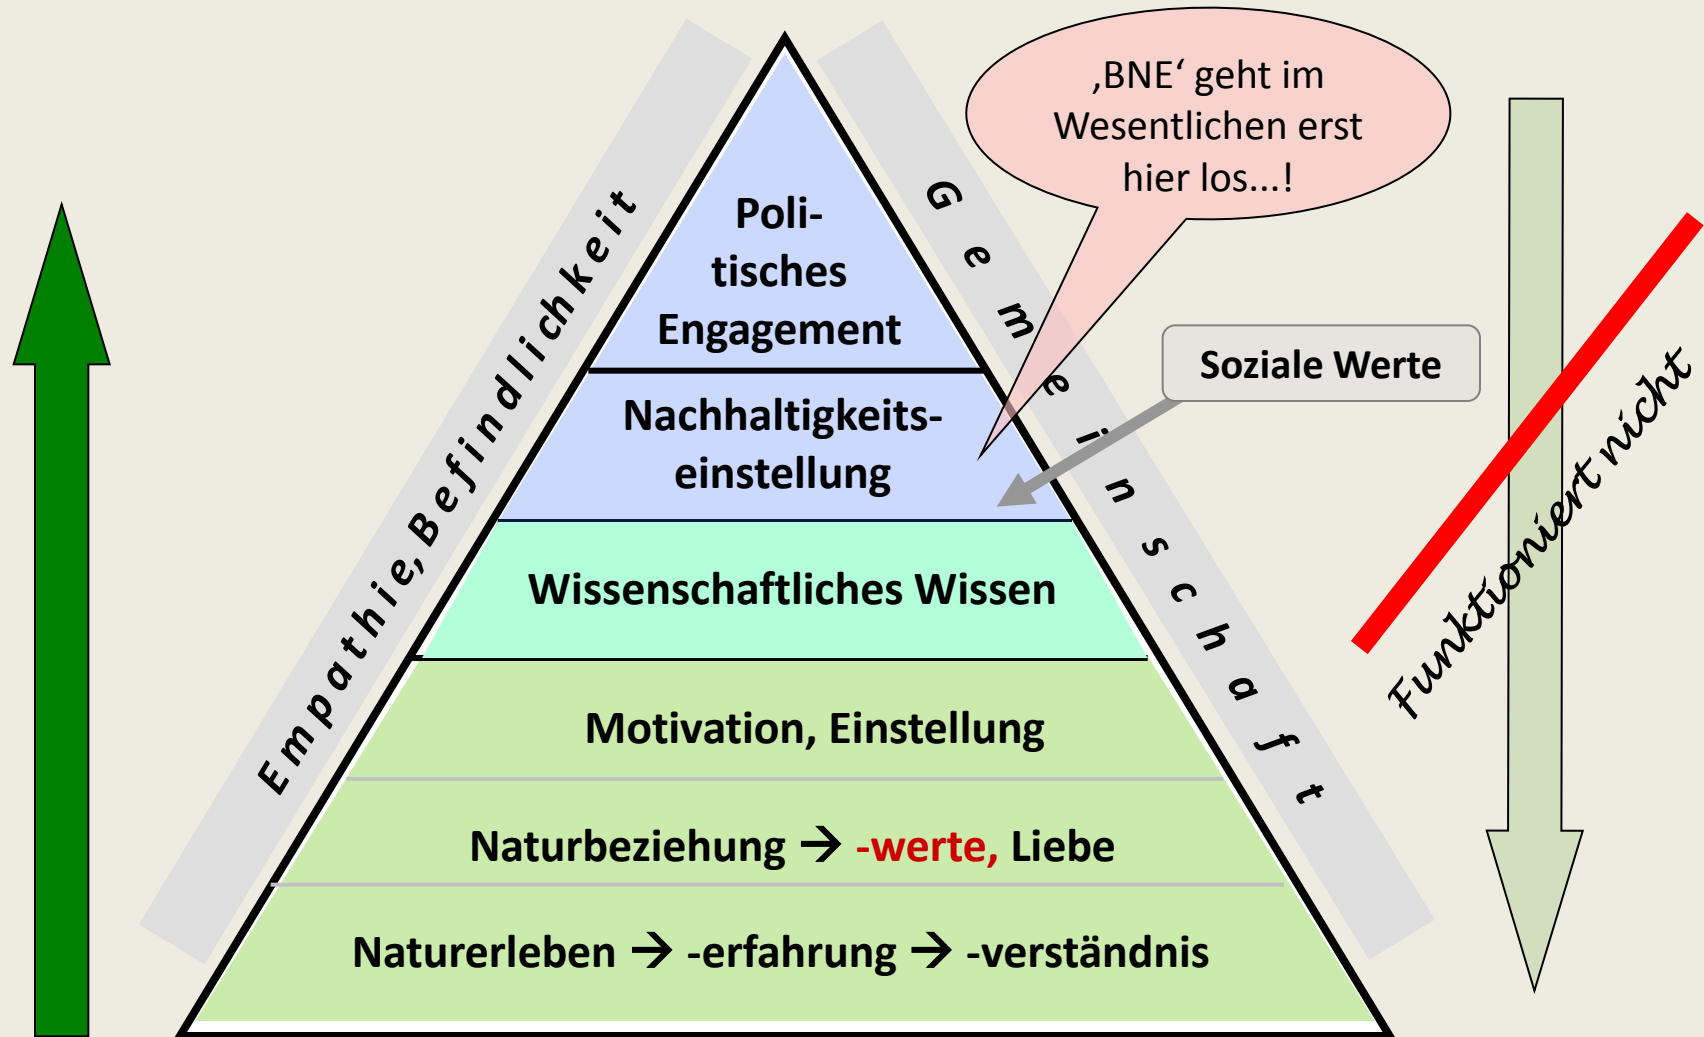 ‚BNE‘ geht im
Wesentlichen erst
hier los...!
Poli-
tisches
Engagement
Soziale Werte
Nachhaltigkeits-
einstellung
Wissenschaftliches Wissen
Motivation, Einstellung
Naturbeziehung → -werte, Liebe
Naturerleben → -erfahrung → -verständnis
Empathie, Befindlichkeit
Gemeinschaft
Funktioniert nicht